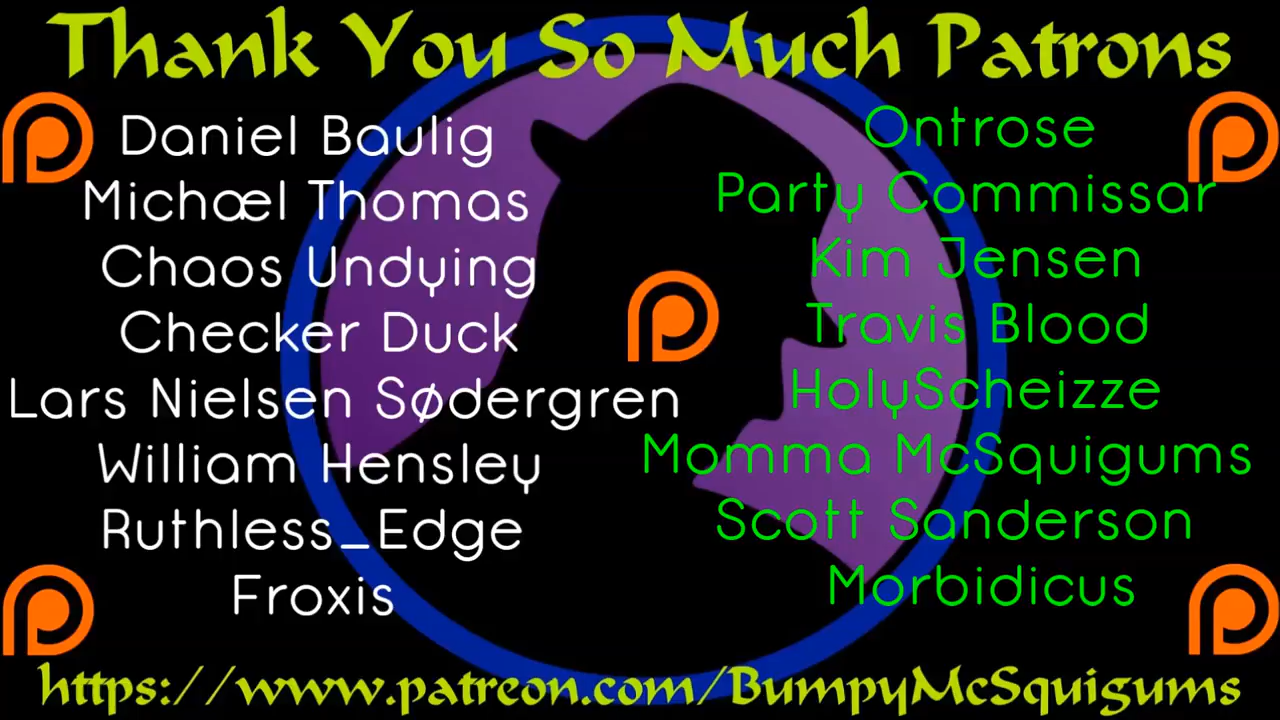 Thank You So Much Patrons
Daniel Baulig
Michæl Thomas
Chaos Undying
Checker Duck
Lars Nielsen Sødergren
William Hensley
Ruthless_Edge
Froxis
Ontrose
Party Commissar
Kim Jensen
Travis Blood
HolyScheizze
Momma McSquigums
Scott Sanderson
Morbidicus
https://www.patreon.com/BumpyMcSquigums